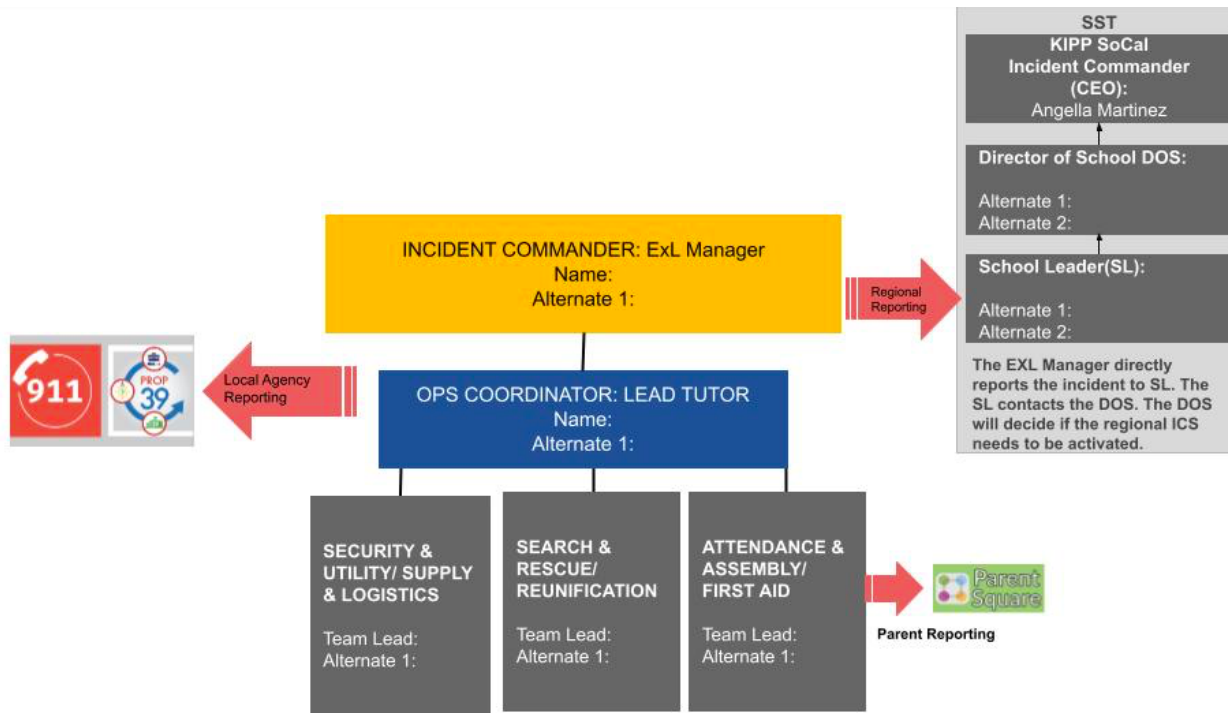 SST
KIPP SoCal
Incident Commander
(CEO):
Angella Martinez
Director of School DOS:
Alternate 1:
Alternate 2:
School Leader(SL):
Alternate 1:
Alternate 2:
The EXL Manager directly
reports the incident to SL. The
SL contacts the DOS. The DOS
will decide if the regional ICS
needs to be activated.
INCIDENT COMMANDER: ExL Manager
Name:
Alternate 1:
Regional
Reporting
911
PROP
39
Local Agency
Reporting
OPS COORDINATOR: LEAD TUTOR
Name:
Alternate 1:
SECURITY &
UTILITY/ SUPPLY
& LOGISTICS
Team Lead:
Alternate 1:
SEARCH &
RESCUE/
REUNIFICATION
Team Lead:
Alternate 1:
ATTENDANCE &
ASSEMBLY/
FIRST AID
Team Lead:
Alternate 1:
Parent
Square
Parent Reporting